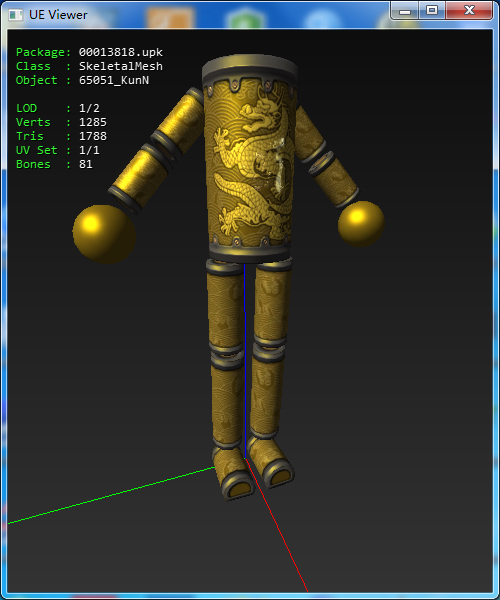 UE Viewer
Package: 00013818.upk
Class : SkeletalMesh
Object : 65051_KunN
LOD : 1/2
Verts : 1285
Tris : 1788
UV Set : 1/1
Bones : 81